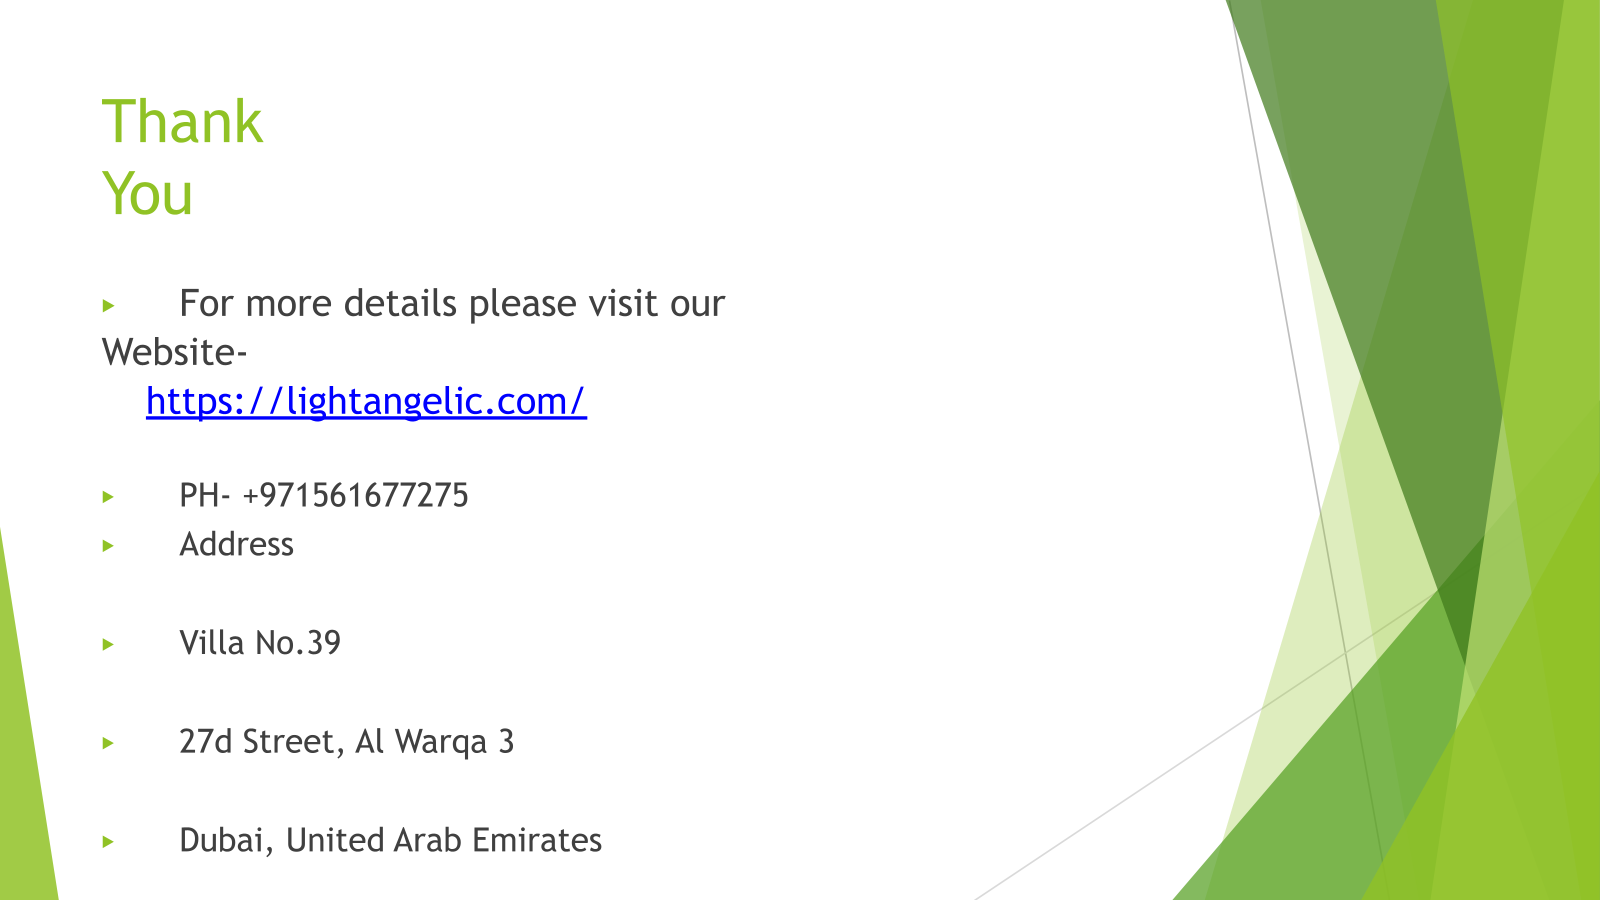 Thank
You
For more details please visit our
Website-
https://lightangelic.com/
PH- +971561677275
Address
Villa No.39
27d Street, Al Warqa 3
Dubai, United Arab Emirates